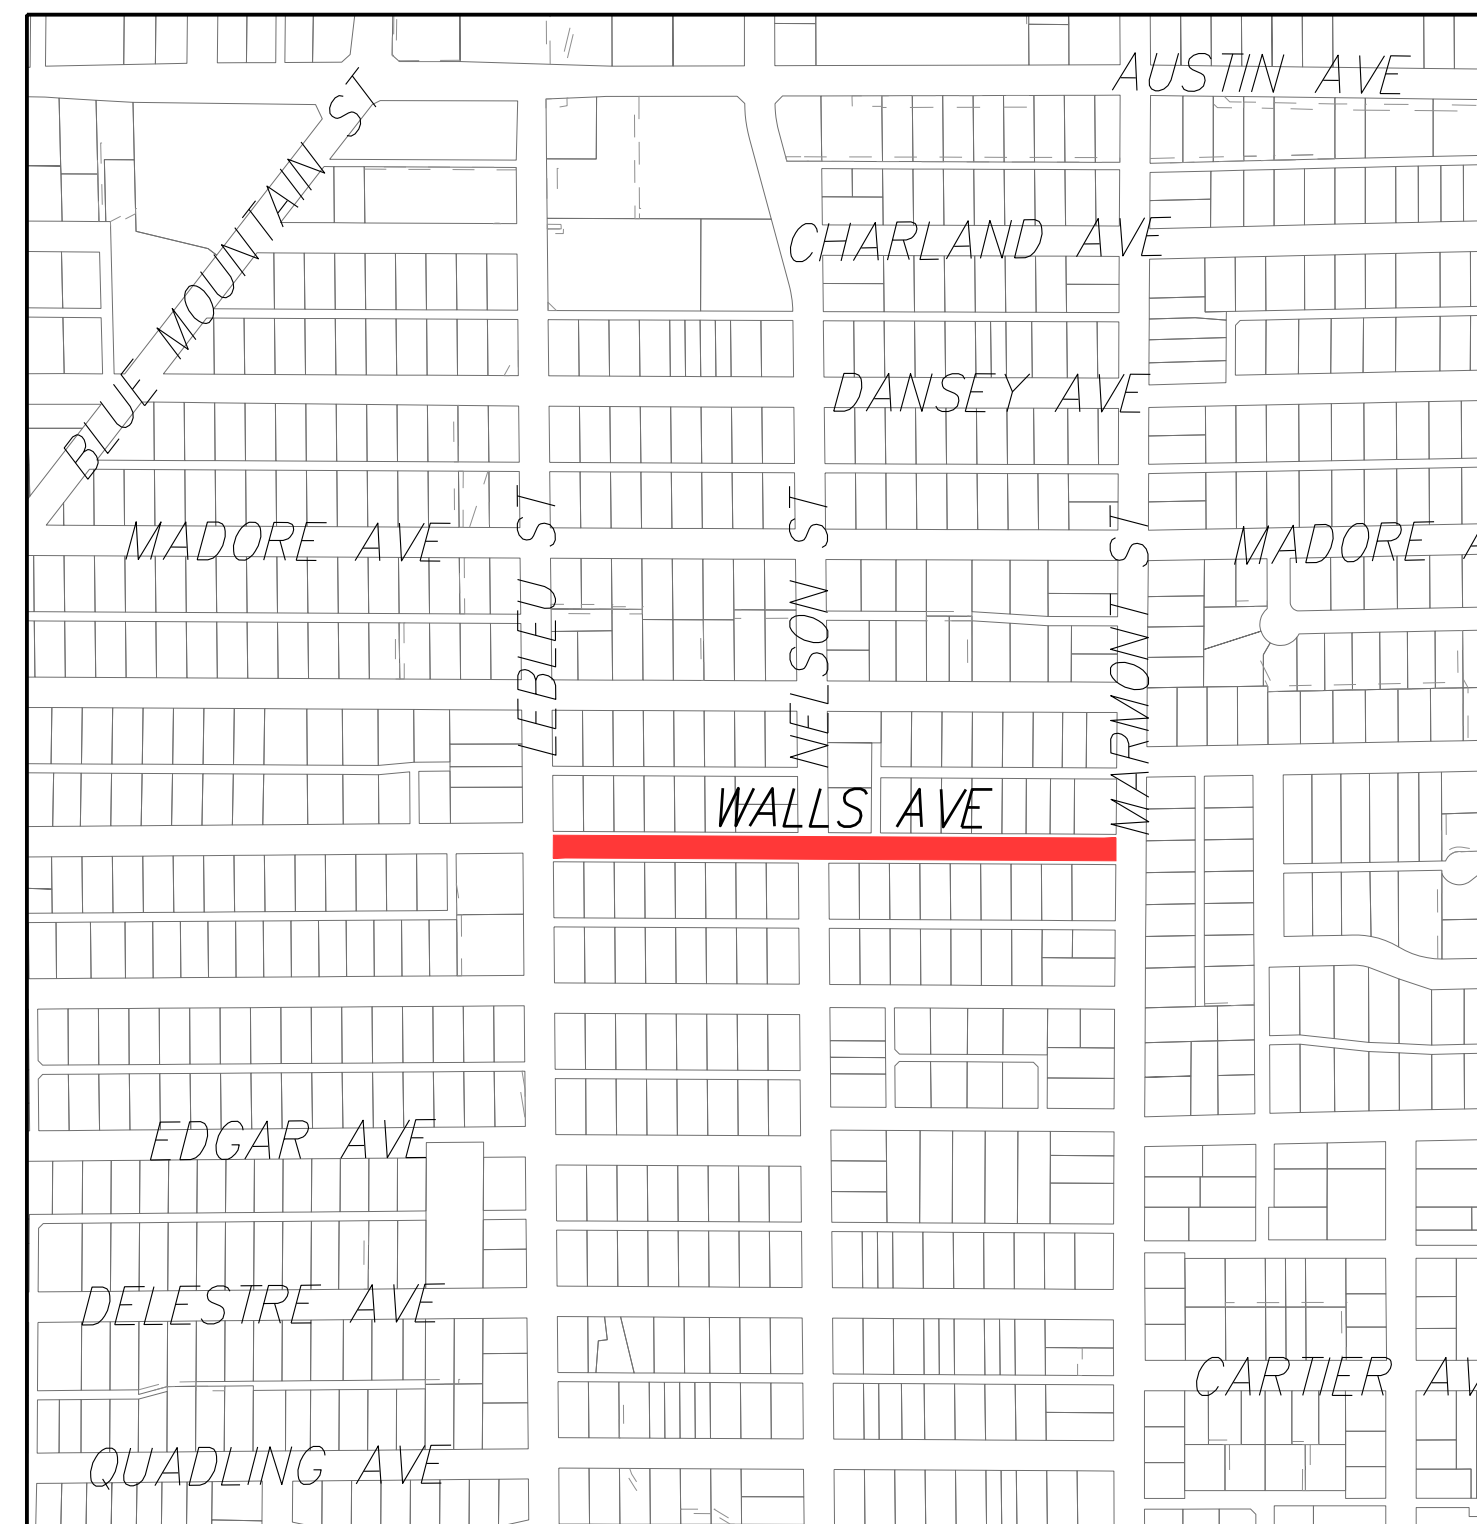 AUSTIN AVE
BLUE MOUNTAIN ST
CHARLAND AVE
DANSEY AVE
MADORE AVE
LEBLEU ST
NELSON ST
MARMONT ST
MADORE A
WALLS AVE
EDGAR AVE
DELESTRE AVE
CARTIER AV
QUADLING AVE